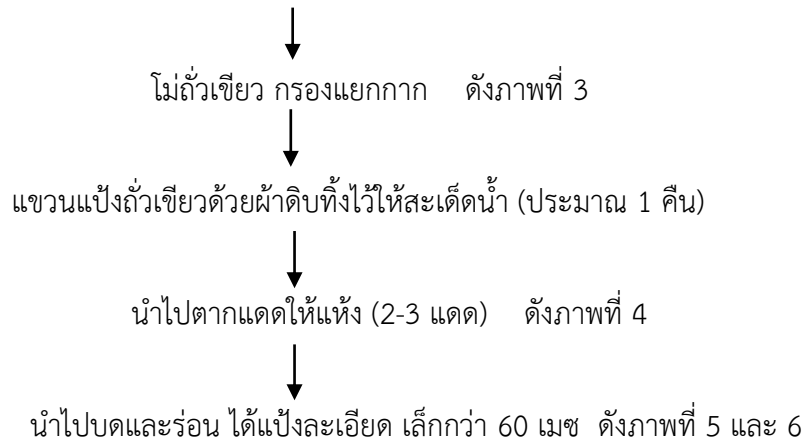 โม่ถั่วเขียว กรองแยกกาก ดังภาพที่ 3
แขวนแป้งถั่วเขียวด้วยผ้าดิบทิ้งไว้ให้สะเด็ดน้ำ (ประมาณ 1 คืน)
นำไปตากแดดให้แห้ง (2-3 แดด) ดังภาพที่ 4
นำไปบดและร่อน ได้แป้งละเอียด เล็กกว่า 60 เมซ ดังภาพที่ 5 และ 6